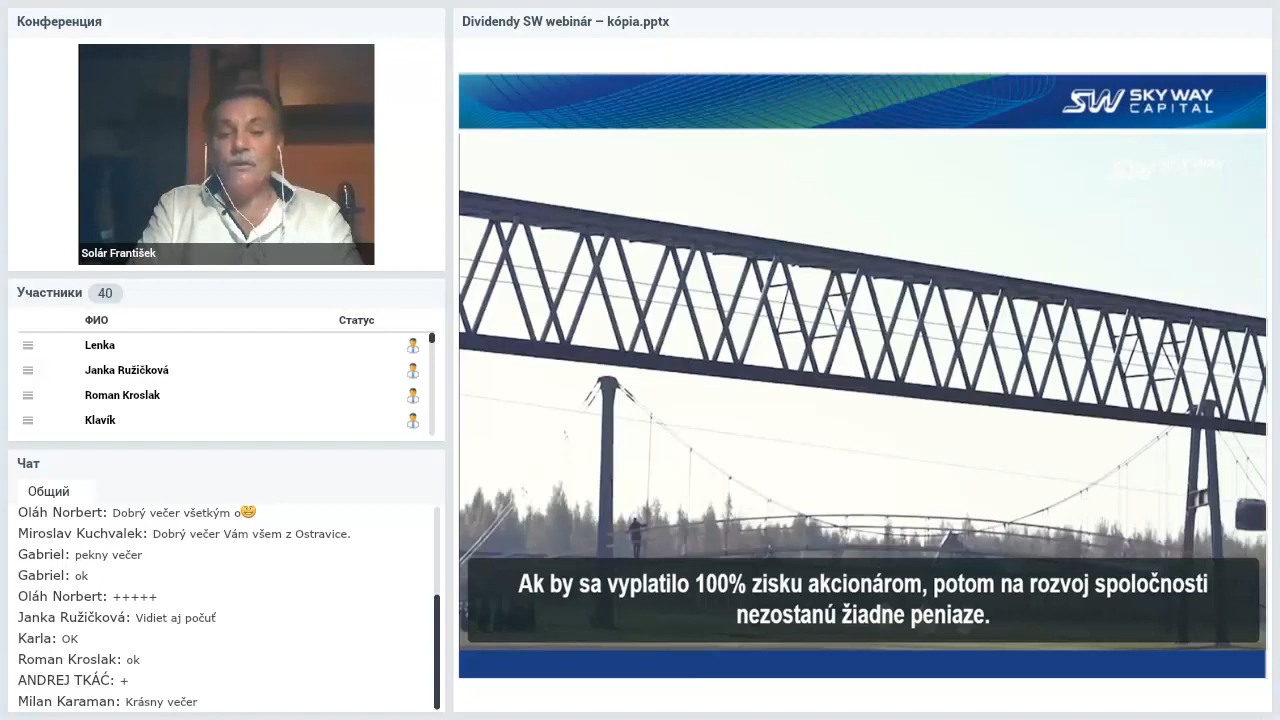 Конференция
Solár František
Участники 40
ФИО Статус
Lenka
Janka Ružičková
Roman Kroslak
Klavík
Чат
Общий
Oláh Norbert: Dobrý večer všetkým o
Miroslav Kuchvalek: Dobrý večer Vám všem z Ostravice.
Gabriel: pekny večer
Gabriel: ok
Oláh Norbert: +++++
Janka Ružičková: Vidiet aj počuť
Karla: OK
Roman Kroslak: ok
ANDREJ TKÁČ: +
Milan Karaman: Krásny večer
Dividendy SW webinár – kópia.pptx
SW SKY WAY
CAPITAL
Ak by sa vyplatilo 100% zisku akcionárom, potom na rozvoj spoločnosti
nezostanú žiadne peniaze.